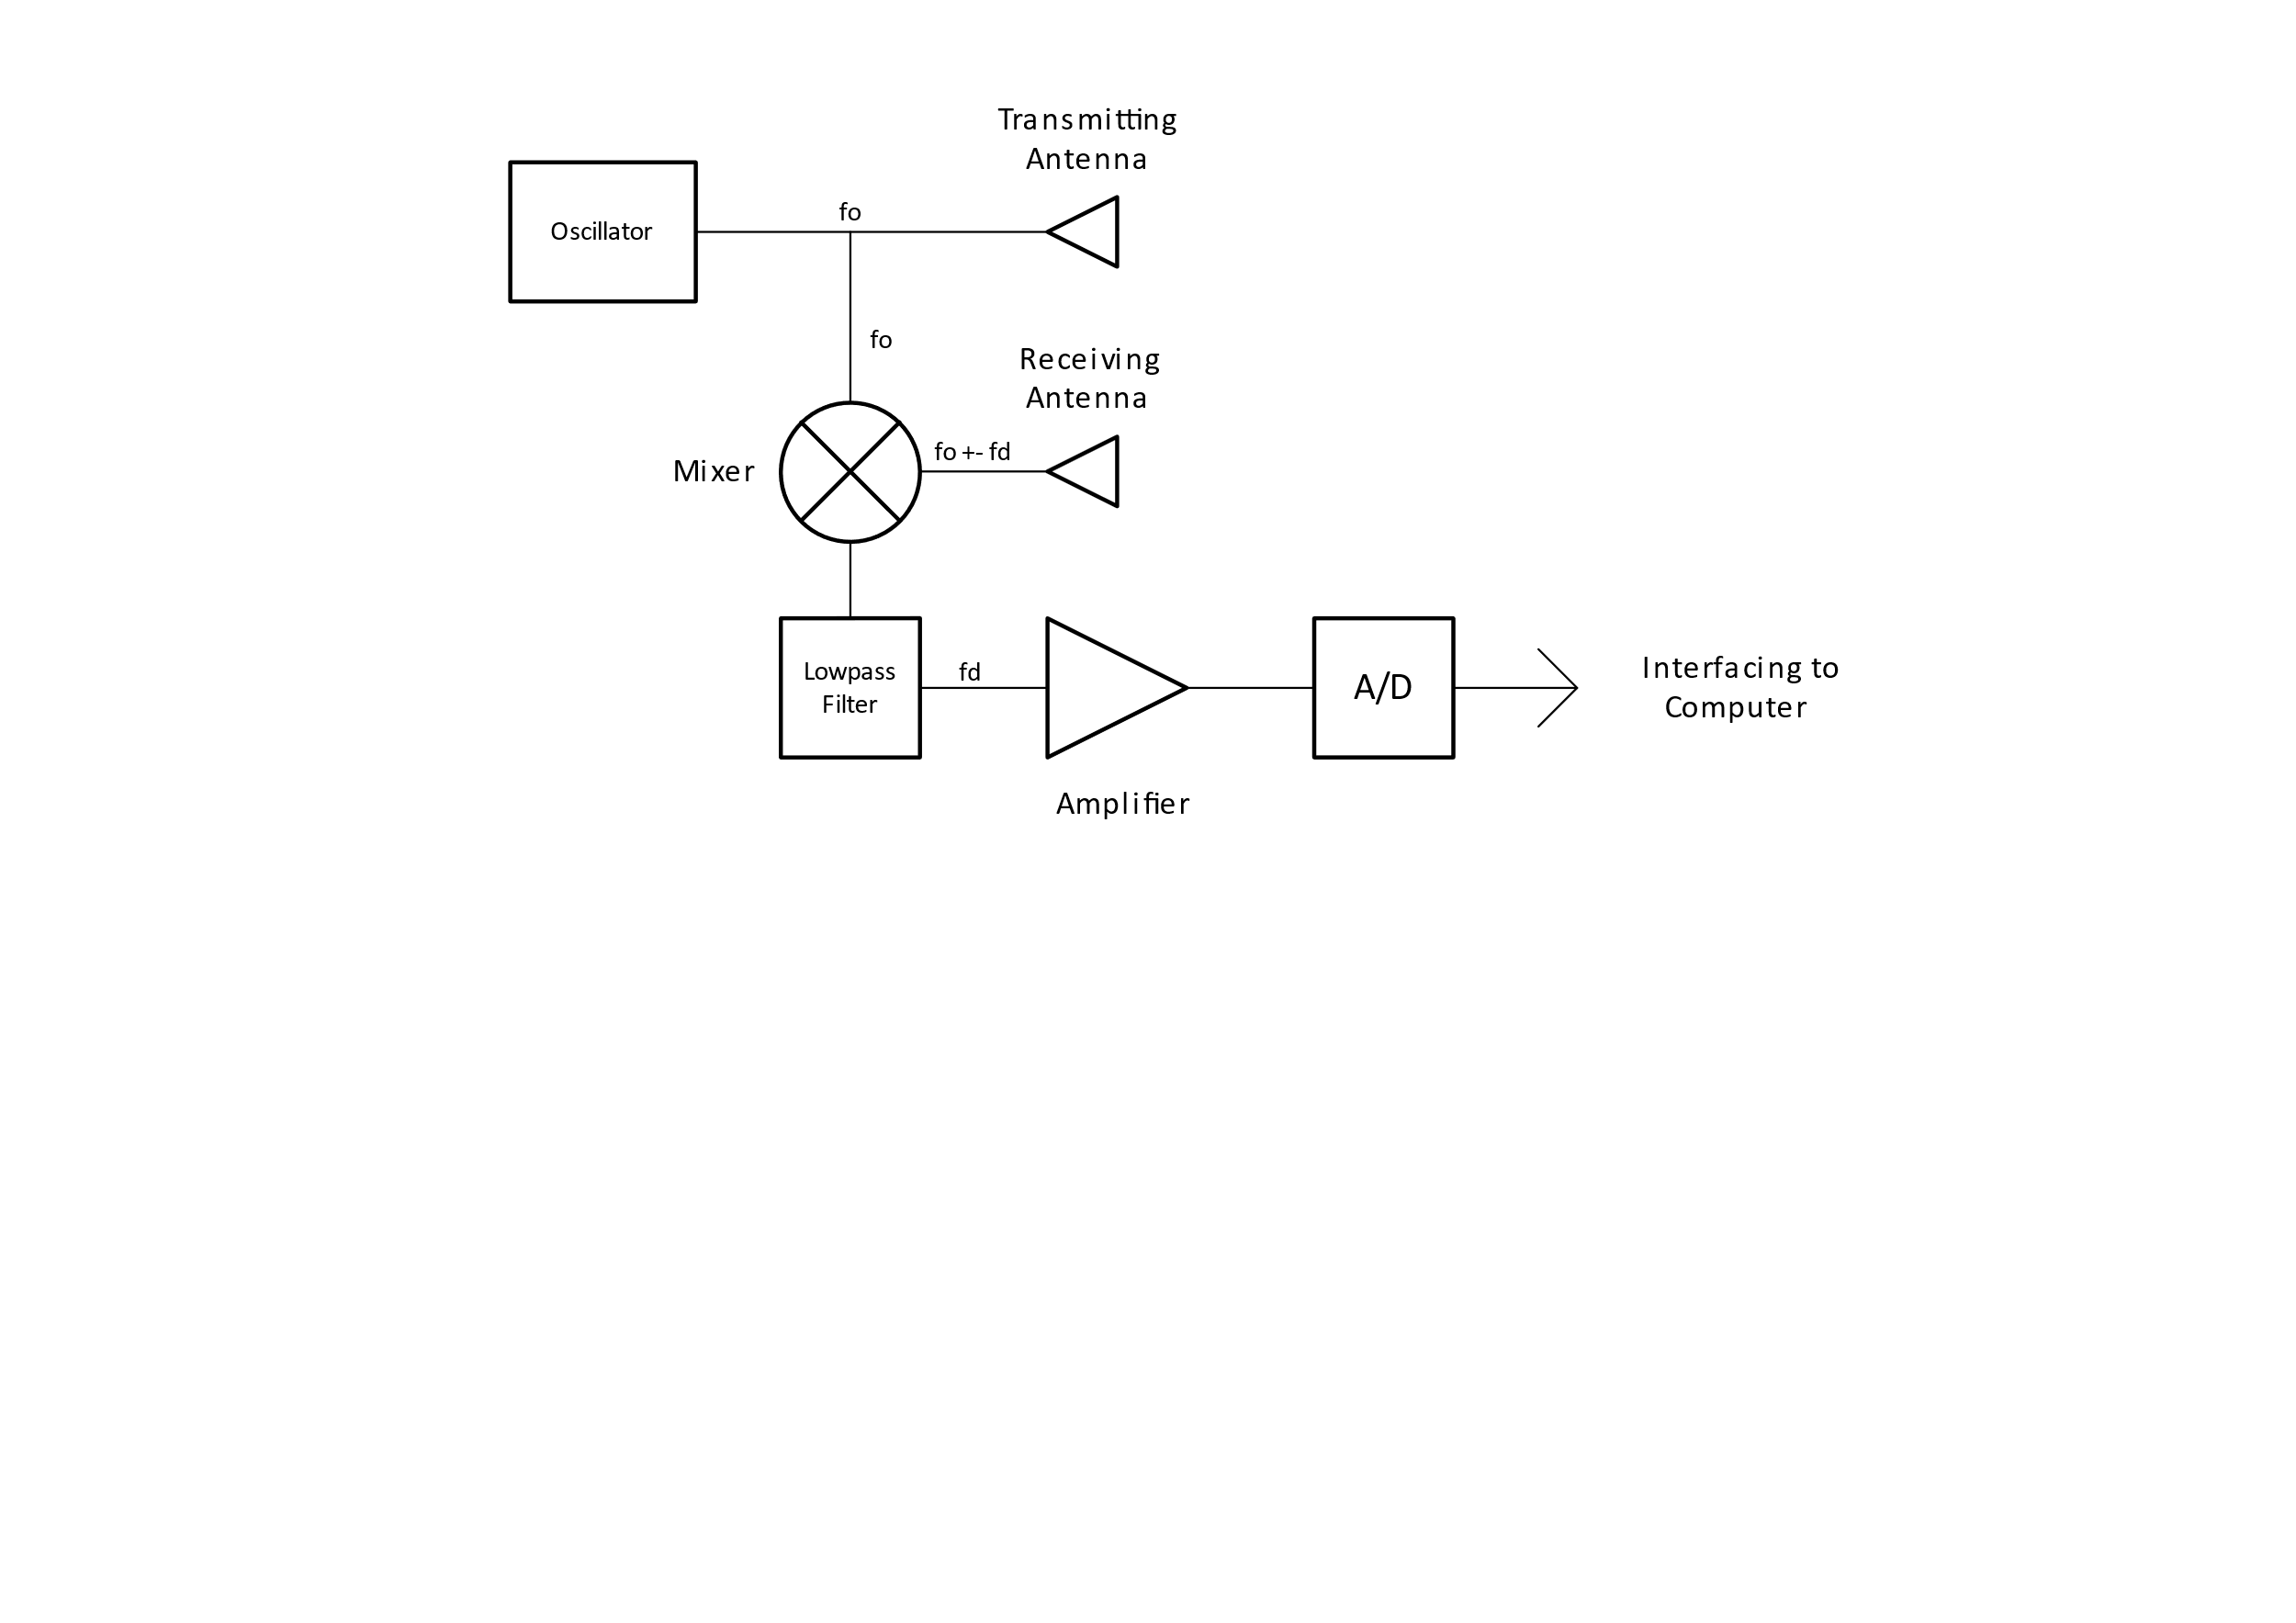 Transmitting
Antenna
Oscillator
fo
fo
Receiving
Antenna
Mixer
fo +- fd
Lowpass
Filter
fd
A/D
Interfacing to
Computer
Amplifier